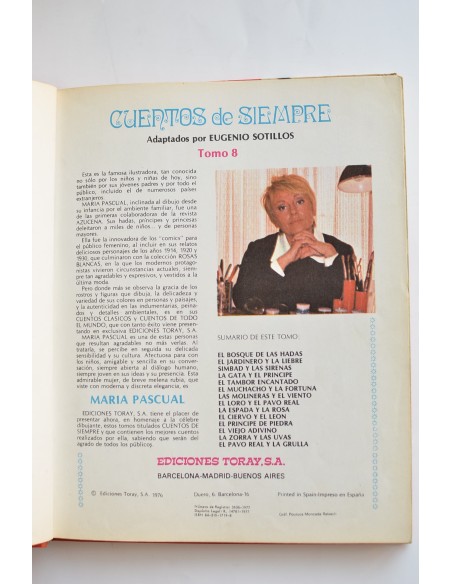 CUENTOS de SIEMPRE
Adaptados por EUGENIO SOTILLOS
Tomo 8
Esta es la famosa ilustradora, tan conocida
no sólo por los niños y niñas de hoy, sino
también por sus jóvenes padres y por todo el
público, incluido el de numerosos países
extranjeros.
MARIA PASCUAL, inclinada al dibujo desde
su infancia por el ambiente familiar, fue una
de las primeras colaboradoras de la revista
AZUCENA. Sus hadas, príncipes y princesas
deleitaron a miles de niños... y de personas
mayores.
Ella fue la innovadora de los "comics" para
el público femenino, al incluir en sus relatos
deliciosos personajes de los años 1914, 1920 y
1930, que culminaron con la colección ROSAS
BLANCAS, en la que los modernos protago-
nistas vivieron circunstancias actuales, siempre
tan agradables y expresivos, y vestidos a la
última moda.
Pero donde más se observa la gracia de los
rostros y figuras que dibuja, la delicadeza y
variedad de sus colores en personas y paisajes,
y la autenticidad en las indumentarias, peina-
dos y detalles ambientales, es en sus
CUENTOS CLASICOS y CUENTOS DE TODO
EL MUNDO, que con tanto éxito viene presen-
tando en exclusiva EDICIONES TORAY, S.A.
MARIA PASCUAL es una de estas personas
que resultan agradables no más verlas. Al
tratarla, se percibe en seguida su delicada
sensibilidad y su cultura. Afectuosa para con
los niños, amigable y sencilla en su conver-
sación, siempre abierta al diálogo humano,
siempre joven en sus ideas y su presencia. Esta
admirable mujer, de breve melena rubia, que
viste con moderna y discreta elegancia, es
MARIA PASCUAL
EDICIONES TORAY, S.A. tiene el placer de
presentar ahora, en homenaje a la célebre
dibujante, estos tomos titulados CUENTOS
DE SIEMPRE y que contienen los mejores cuentos
realizados por ella, sabiendo que serán del
agrado de todos los públicos.
SUMARIO DE ESTE TOMO:
EL BOSQUE DE LAS HADAS
EL JARDINERO Y LA LIEBRE
SIMBAD Y LAS SIRENAS
LA GATA Y EL PRINCIPE
EL TAMBOR ENCANTADO
EL MUCHACHO Y LA FORTUNA
LAS MOLINERAS Y EL VIENTO
EL LORO Y EL PAVO REAL
LA ESPADA Y LA ROSA
EL CIERVO Y EL LEON
EL PRINCIPE DE PIEDRA
EL VIEJO ADIVINO
LA ZORRA Y LAS UVAS
EL PAVO REAL Y LA GRULLA
EDICIONES TORAY, S.A.
BARCELONA-MADRID-BUENOS AIRES
© Ediciones Toray, S.A. 1976
Duero, 6. Barcelona-
Printed in Spain-Impreso en España